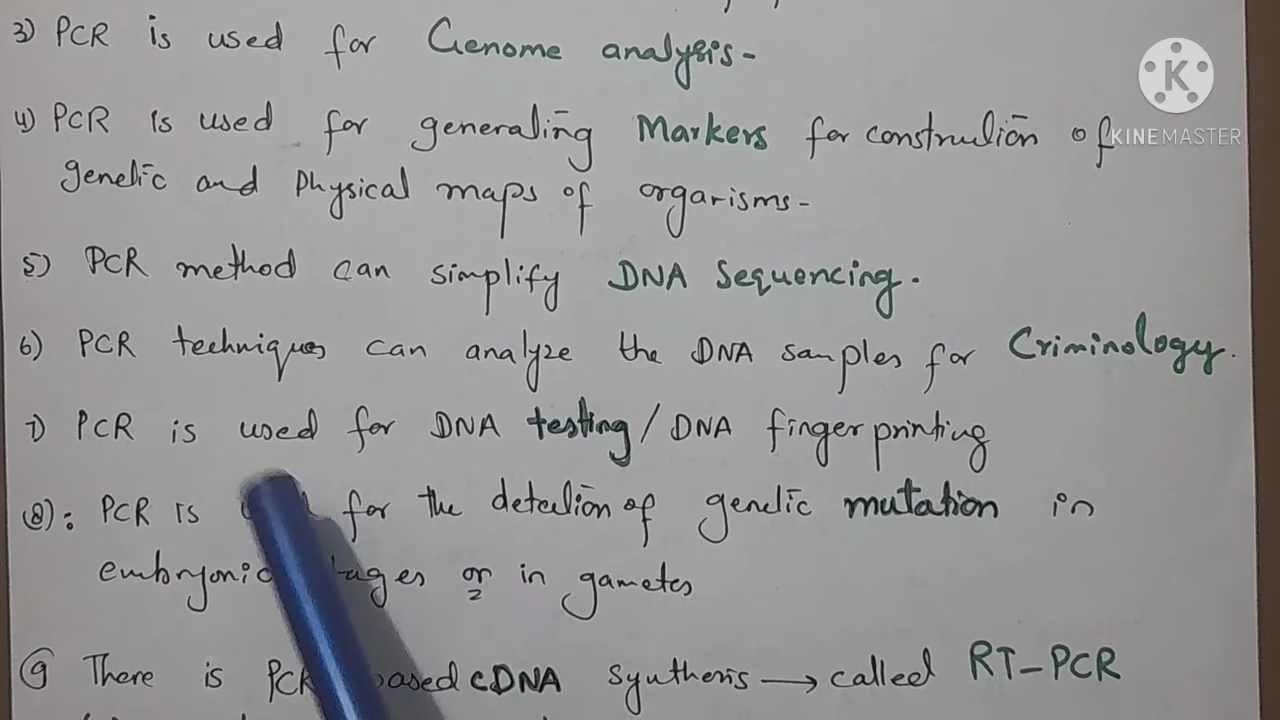 3) PCR is used for Genome analysis-
K
KINEMASTER
4) PCR is used for generating Markers for construction of
genetic and Physical maps of orgarisms-
5) PCR method can simplify DNA Sequencing.
6) PCR techniques can analyze the DNA samples for Criminology.
7) PCR is used for DNA testing / DNA finger printing
(8): PCR is for the detection of genetic mutation in
embryonic or in gametes
9 There is PCR based cDNA synthesis → called RT-PCR